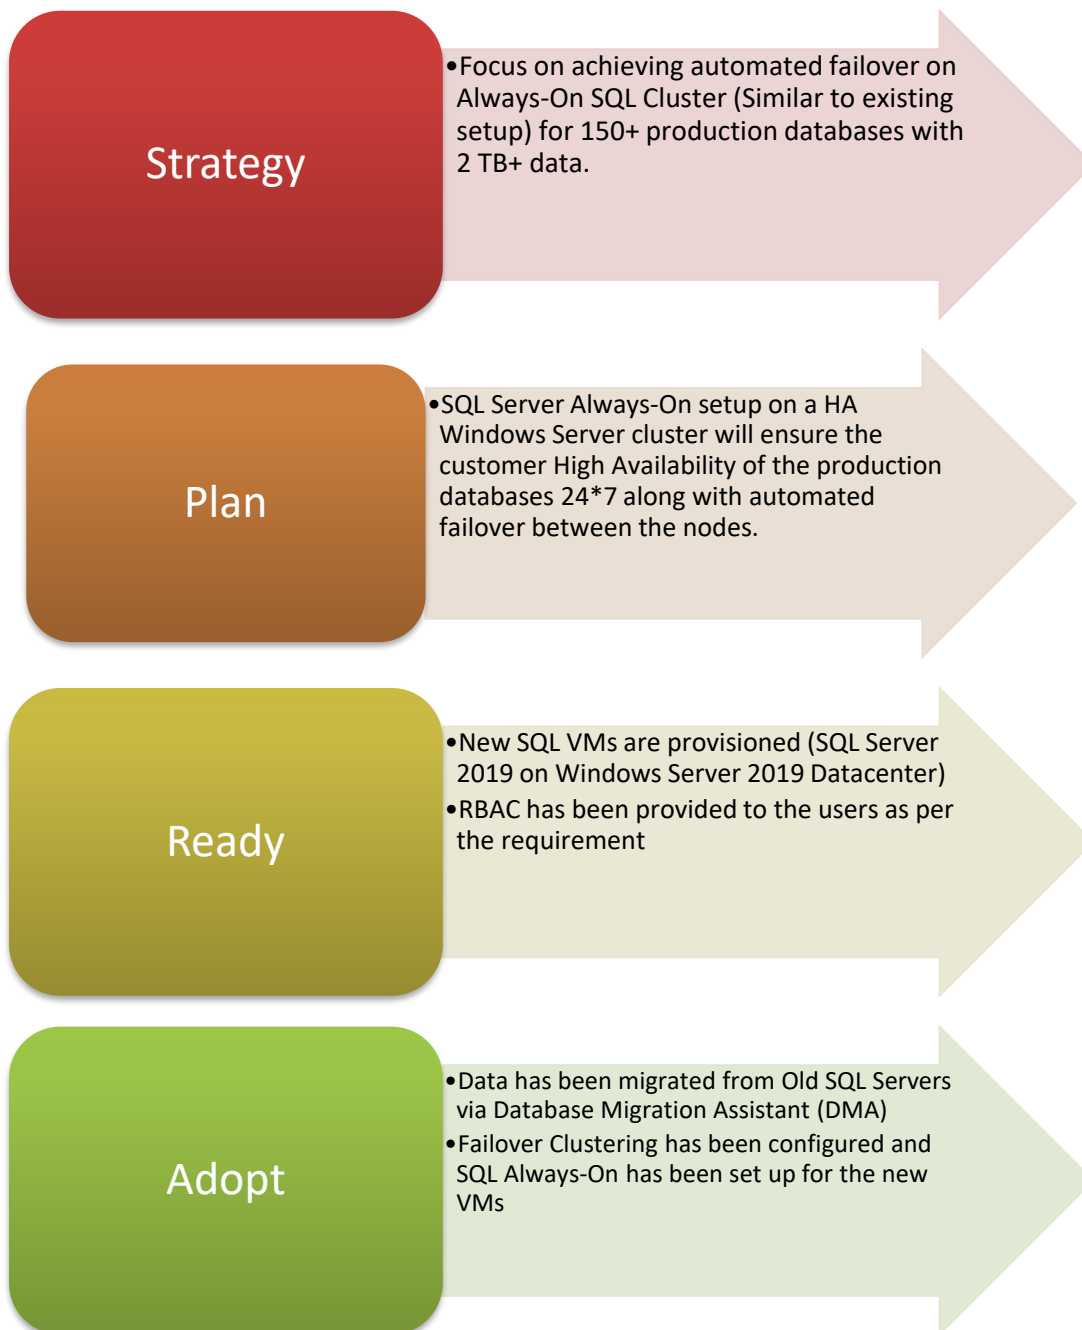 Strategy
•Focus on achieving automated failover on
Always-On SQL Cluster (Similar to existing
setup) for 150+ production databases with
2 TB+ data.
Plan
•SQL Server Always-On setup on a HA
Windows Server cluster will ensure the
customer High Availability of the production
databases 24*7 along with automated
failover between the nodes.
Ready
•New SQL VMs are provisioned (SQL Server
2019 on Windows Server 2019 Datacenter)
•RBAC has been provided to the users as per
the requirement
Adopt
•Data has been migrated from Old SQL Servers
via Database Migration Assistant (DMA)
•Failover Clustering has been configured and
SQL Always-On has been set up for the new
VMs